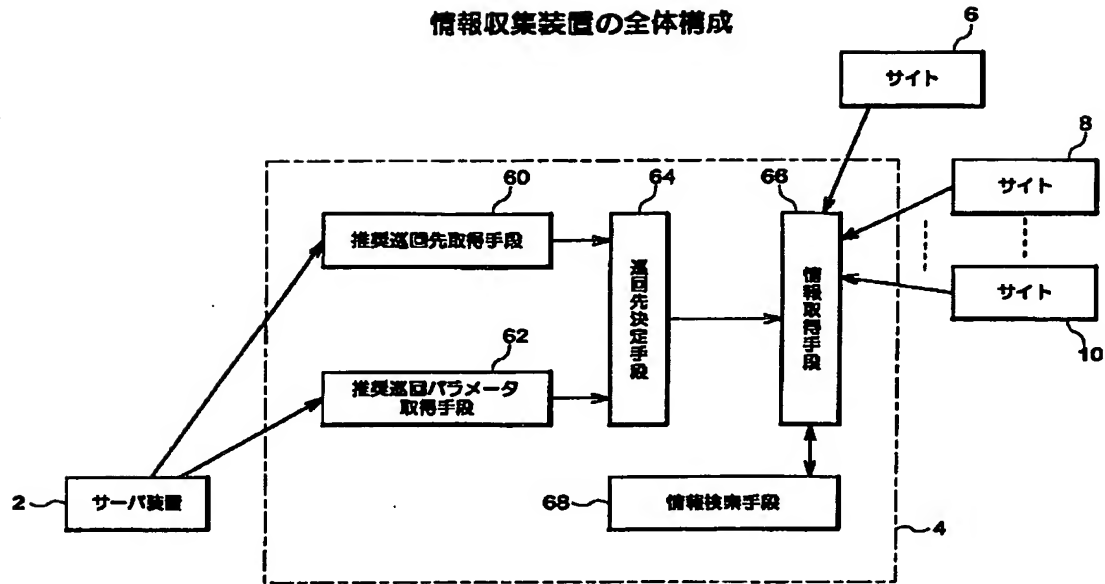 情報収集装置の全体構成
6
サイト
8
サイト
60
64
66
推奨巡回先取得手段
巡回先決定手段
情報取得手段
サイト
10
62
推奨巡回パラメータ
取得手段
2
サーバ装置
68
情報検索手段
4